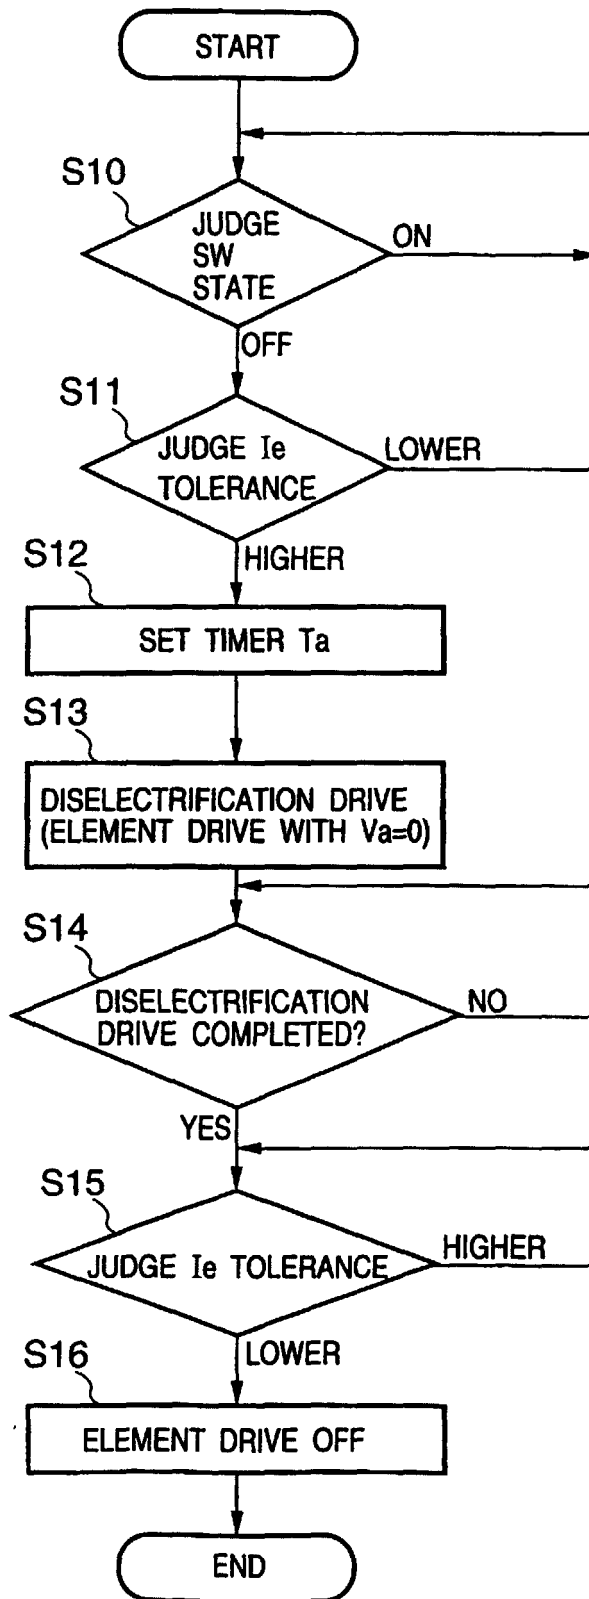 START
S10
JUDGE
SW
STATE
ON
OFF
S11
JUDGE Ie
TOLERANCE
LOWER
HIGHER
S12
SET TIMER Ta
S13
DISELECTRIFICATION DRIVE
(ELEMENT DRIVE WITH Va=0)
S14
DISELECTRIFICATION
DRIVE COMPLETED?
NO
YES
S15
JUDGE Ie TOLERANCE
HIGHER
LOWER
S16
ELEMENT DRIVE OFF
END